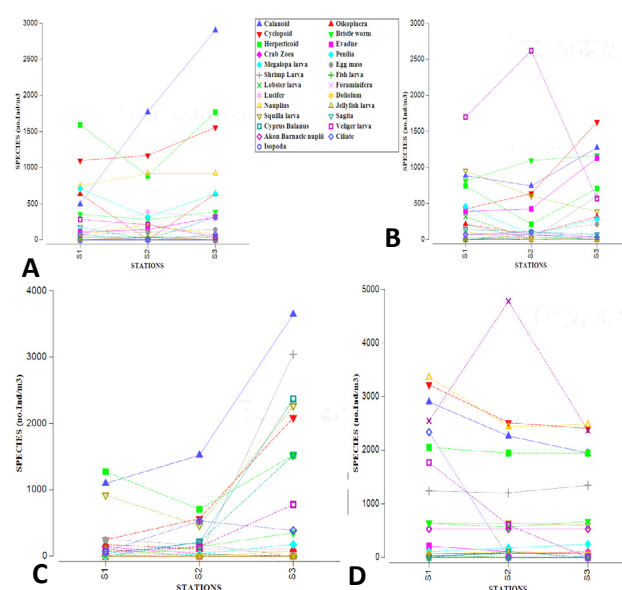 3000
2500
2000
1500
1000
500
0
SPECIES (no.Ind/m3)
S1
S2
S3
STATIONS
A
Calanoid
Oikopluera
Cyclopoid
Bristle worm
Herpecticoid
Evadne
Crab Zoea
Penilia
Megalopa larva
Egg mass
Shrimp Larva
Fish larva
Lobster larva
Foraminifera
Lucifer
Doliolum
Nauplius
Jellyfish larva
Squilla larva
Sagita
Cyprus Balanus
Veliger larva
Akon Barnacle nuplii
Ciliate
Isopoda
3000
2500
2000
1500
1000
500
0
SPECIES (no.Ind/m3)
S1
S2
S3
STATIONS
B
4000
3000
2000
1000
0
SPECIES (no.Ind/m3)
S1
S2
S3
STATIONS
C
5000
4000
3000
2000
1000
0
SPECIES (no.Ind/m3)
S1
S2
S3
STATIONS
D